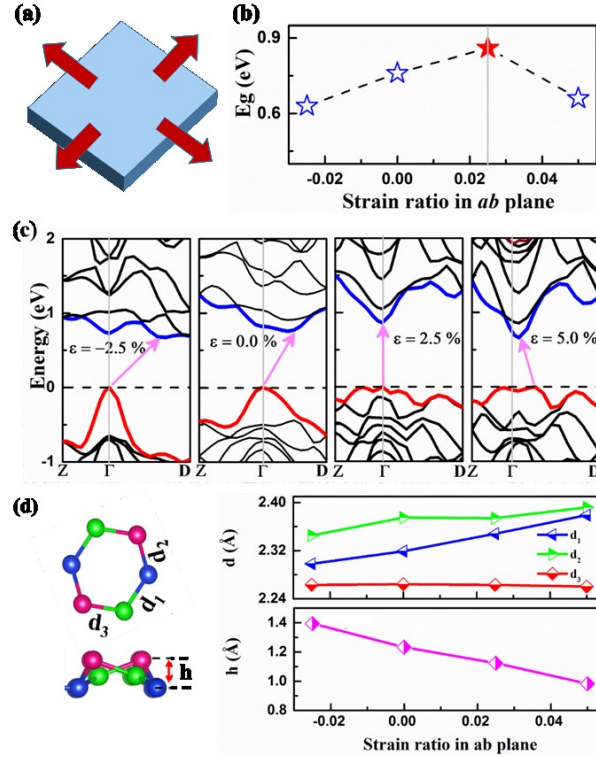 (a)
(b)
Eg (eV)
0.9
0.6
-0.02 0.00 0.02 0.04
Strain ratio in ab plane
(c)
Energy (eV)
2
1
0
-1
ε = −2.5 %
ε = 0.0 %
ε = 2.5 %
ε = 5.0 %
Z Γ D Z Γ D Z Γ D Z Γ D
(d)
d2
d1
d3
h
d (Å)
2.40
2.32
2.24
d1
d2
d3
h (Å)
1.4
1.2
1.0
0.8
-0.02 0.00 0.02 0.04
Strain ratio in ab plane